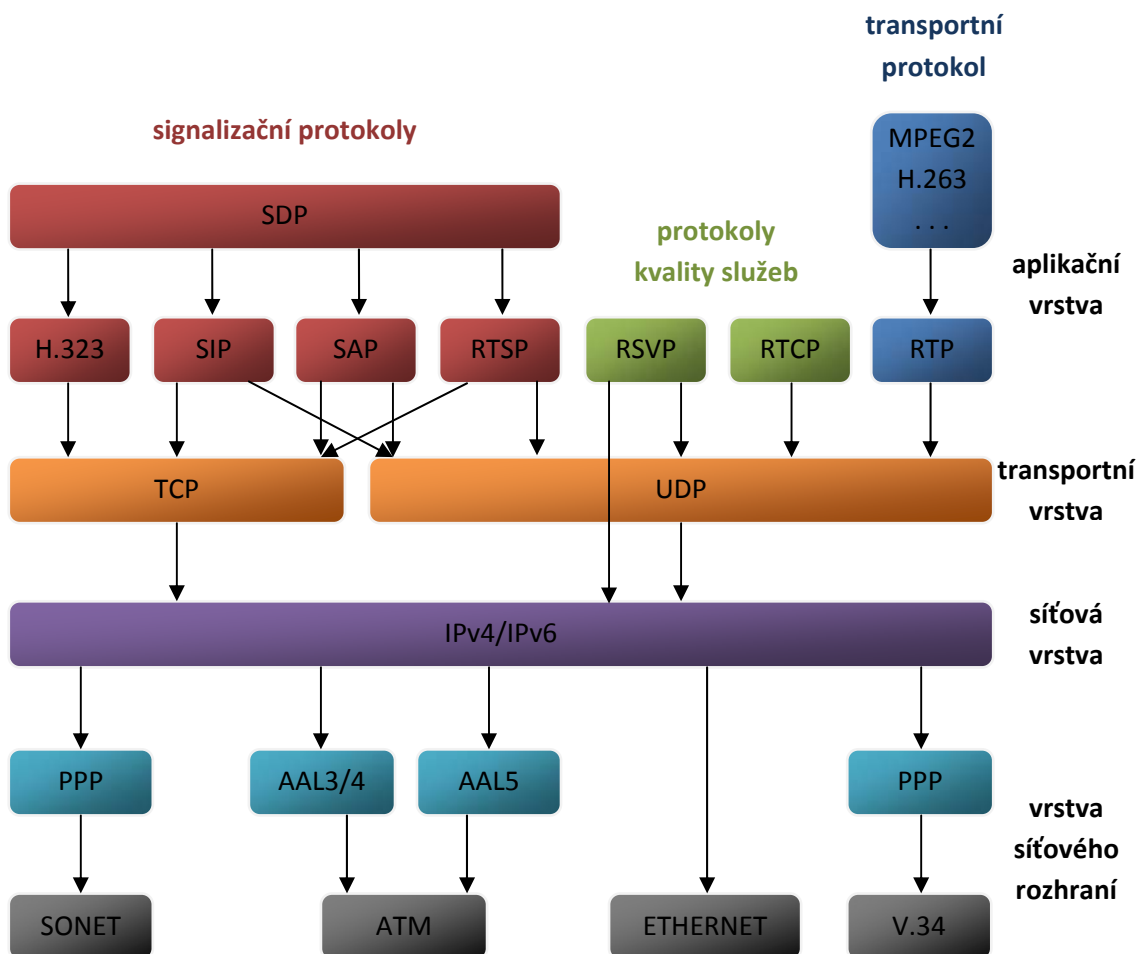 transportní
protokol
signalizační protokoly
MPEG2
H.263
. . .
SDP
protokoly
kvality služeb
aplikační
vrstva
H.323
SIP
SAP
RTSP
RSVP
RTCP
RTP
TCP
UDP
transportní
vrstva
IPv4/IPv6
síťová
vrstva
PPP
AAL3/4
AAL5
PPP
vrstva
síťového
rozhraní
SONET
ATM
ETHERNET
V.34